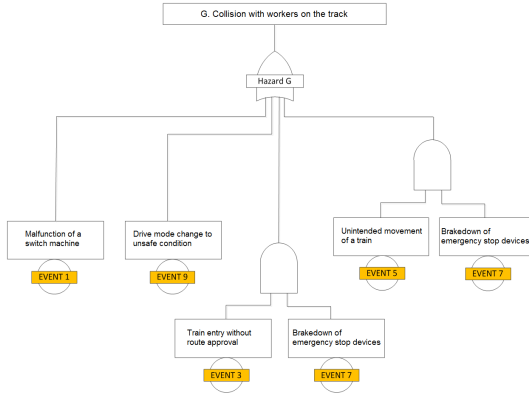 G. Collision with workers on the track
Hazard G
Malfunction of a
switch machine
EVENT 1
Drive mode change to
unsafe condition
EVENT 9
Unintended movement
of a train
EVENT 5
Brakedown of
emergency stop devices
EVENT 7
Train entry without
route approval
EVENT 3
Brakedown of
emergency stop devices
EVENT 7